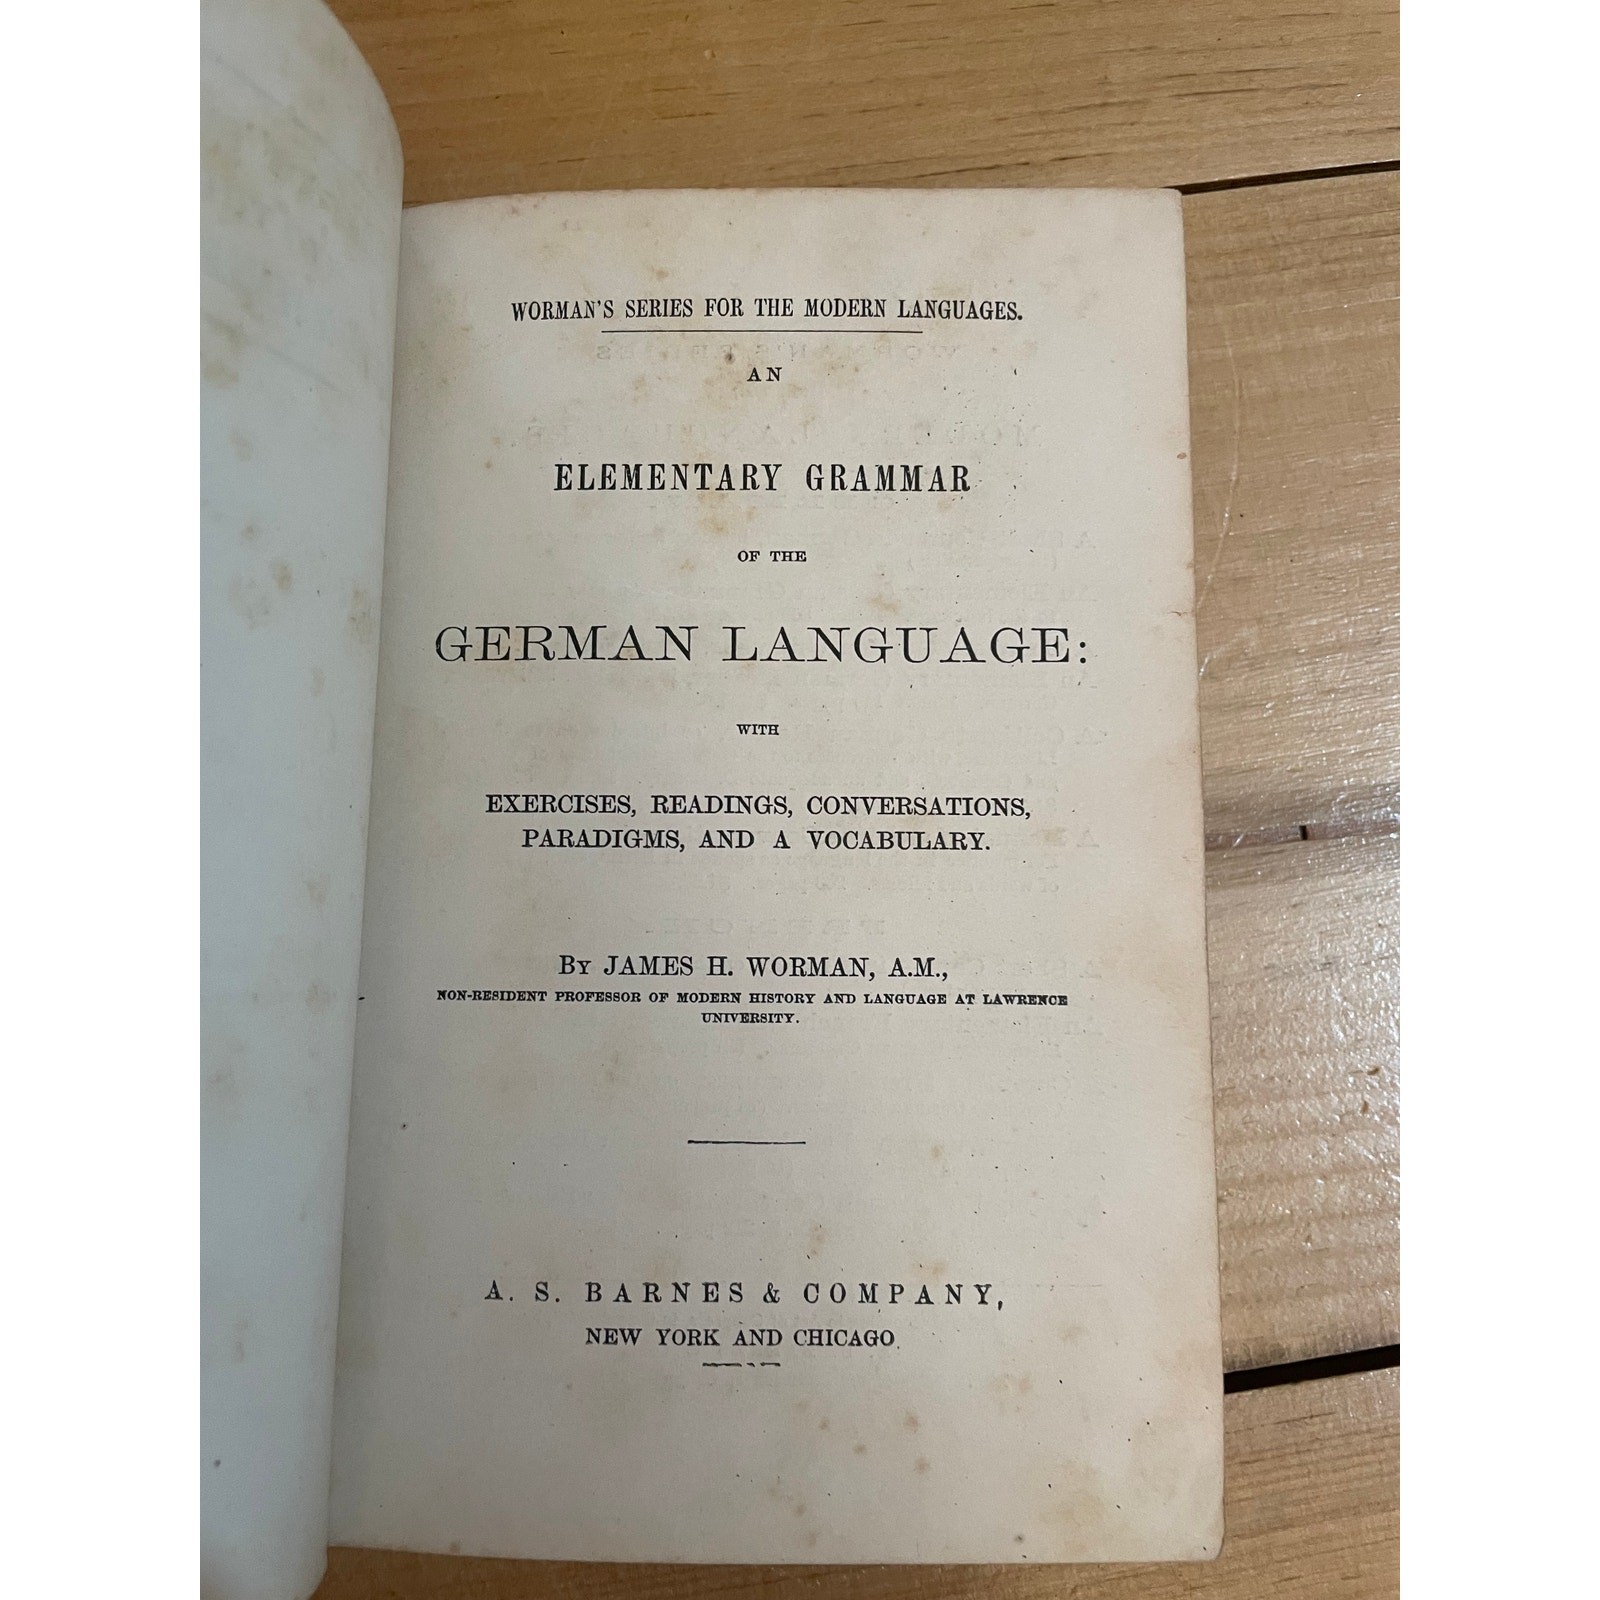 WORMAN'S SERIES FOR THE MODERN LANGUAGES.
AN
ELEMENTARY GRAMMAR
OF THE
GERMAN LANGUAGE:
WITH
EXERCISES, READINGS, CONVERSATIONS,
PARADIGMS, AND A VOCABULARY.
BY JAMES H. WORMAN, A.M.,
NON-RESIDENT PROFESSOR OF MODERN HISTORY AND LANGUAGE AT LAWRENCE
UNIVERSITY.
A. S. BARNES & COMPANY,
NEW YORK AND CHICAGO.